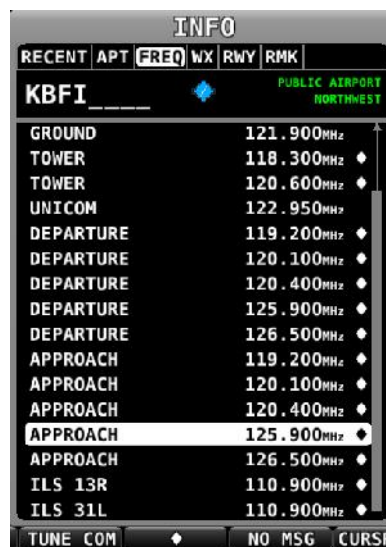 INFO
RECENT APT FREQ WX RWY RMK
KBFI____ PUBLIC AIRPORT
NORTHWEST
GROUND 121.900MHz
TOWER 118.300MHz
TOWER 120.600MHz
UNICOM 122.950MHz
DEPARTURE 119.200MHz
DEPARTURE 120.100MHz
DEPARTURE 120.400MHz
DEPARTURE 125.900MHz
DEPARTURE 126.500MHz
APPROACH 119.200MHz
APPROACH 120.100MHz
APPROACH 120.400MHz
APPROACH 125.900MHz
APPROACH 126.500MHz
ILS 13R 110.900MHz
ILS 31L 110.900MHz
TUNE COM NO MSG CURS